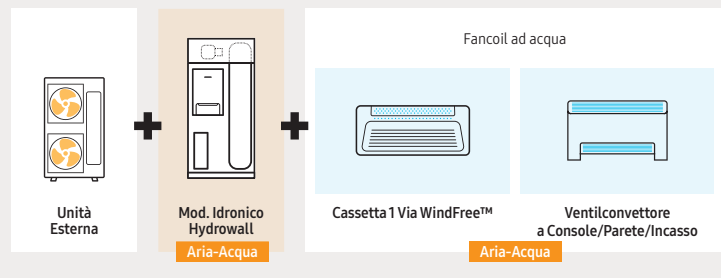 Fancoil ad acqua
Unità
Esterna
Mod. Idronico
Hydrowall
Aria-Acqua
Cassetta 1 Via WindFree™
Ventilconvettore
a Console/Parete/Incasso
Aria-Acqua